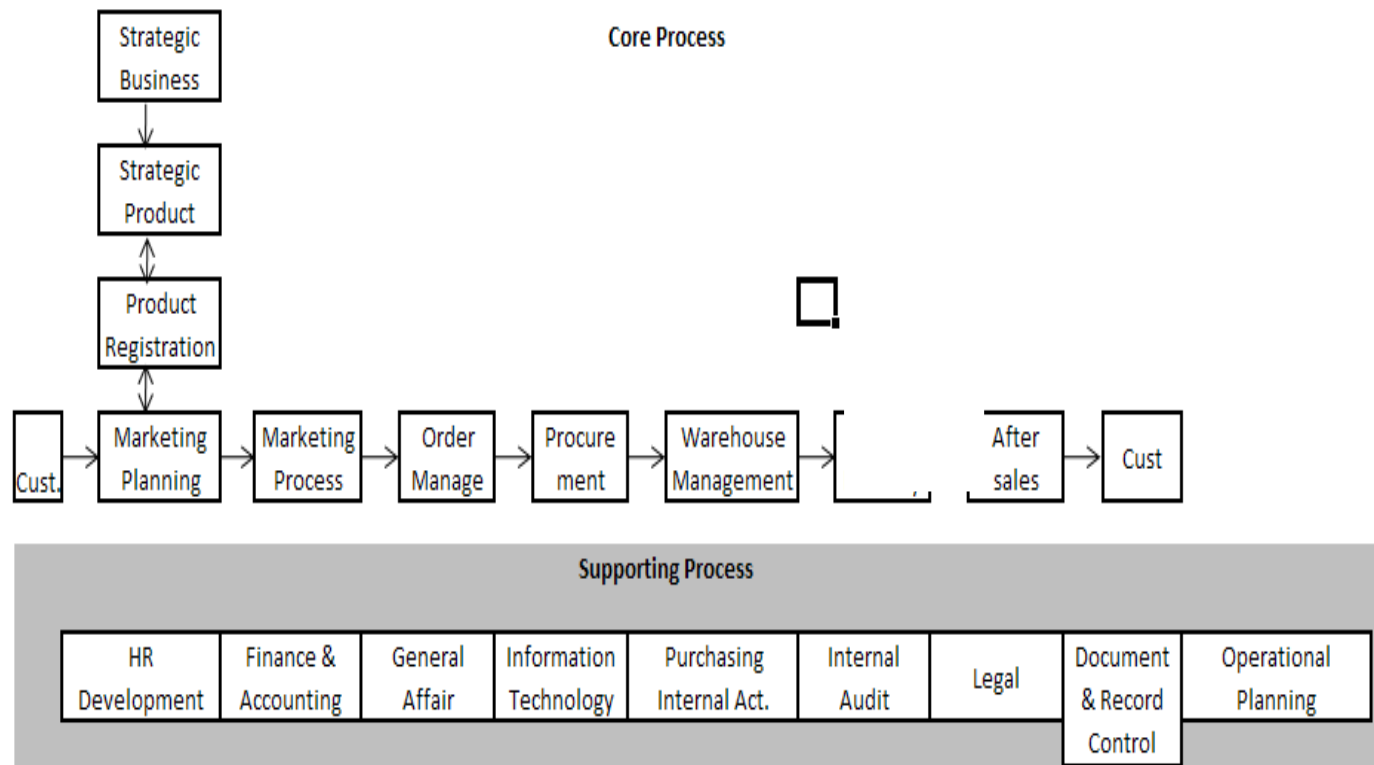 Core Process
Strategic
Business
Strategic
Product
Product
Registration
Cust.
Marketing
Planning
Marketing
Process
Order
Manage
Procure
ment
Warehouse
Management
After
sales
Cust
Supporting Process
HR
Development
Finance &
Accounting
General
Affair
Information
Technology
Purchasing
Internal Act.
Internal
Audit
Legal
Document
& Record
Control
Operational
Planning